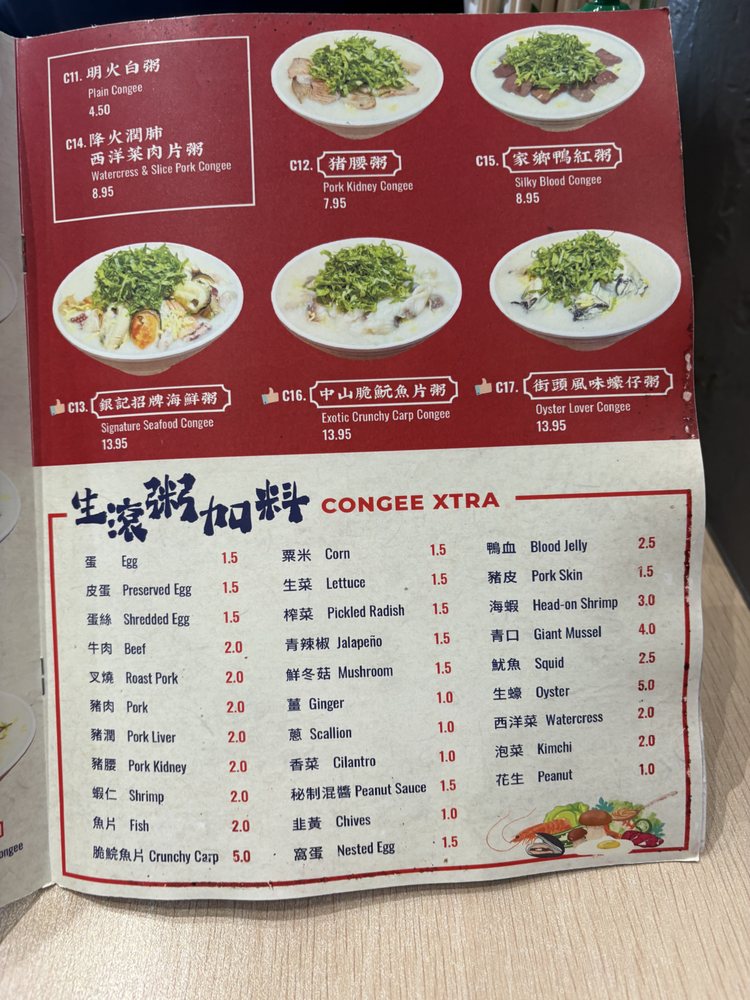 C11. 明火白粥
Plain Congee
4.50
C14. 降火潤肺
西洋菜肉片粥
Watercress & Slice Pork Congee
8.95
C12. 猪腰粥
Pork Kidney Congee
7.95
C15. 家鄉鴨紅粥
Silky Blood Congee
8.95
C13. 銀記招牌海鮮粥
Signature Seafood Congee
13.95
C16. 中山脆魭魚片粥
Exotic Crunchy Carp Congee
13.95
C17. 街頭風味蠔仔粥
Oyster Lover Congee
13.95
生滾粥加料 CONGEE XTRA
蛋 Egg 1.5
皮蛋 Preserved Egg 1.5
蛋絲 Shredded Egg 1.5
牛肉 Beef 2.0
叉燒 Roast Pork 2.0
豬肉 Pork 2.0
豬潤 Pork Liver 2.0
豬腰 Pork Kidney 2.0
蝦仁 Shrimp 2.0
魚片 Fish 2.0
脆鯇魚片 Crunchy Carp 5.0
粟米 Corn 1.5
生菜 Lettuce 1.5
榨菜 Pickled Radish 1.5
青辣椒 Jalapeño 1.5
鮮冬菇 Mushroom 1.5
薑 Ginger 1.0
蔥 Scallion 1.0
香菜 Cilantro 1.0
秘制混醬 Peanut Sauce 1.5
韭黃 Chives 1.0
窩蛋 Nested Egg 1.5
鴨血 Blood Jelly 2.5
豬皮 Pork Skin 1.5
海蝦 Head-on Shrimp 3.0
青口 Giant Mussel 4.0
魷魚 Squid 2.5
生蠔 Oyster 5.0
西洋菜 Watercress 2.0
泡菜 Kimchi 2.0
花生 Peanut 1.0